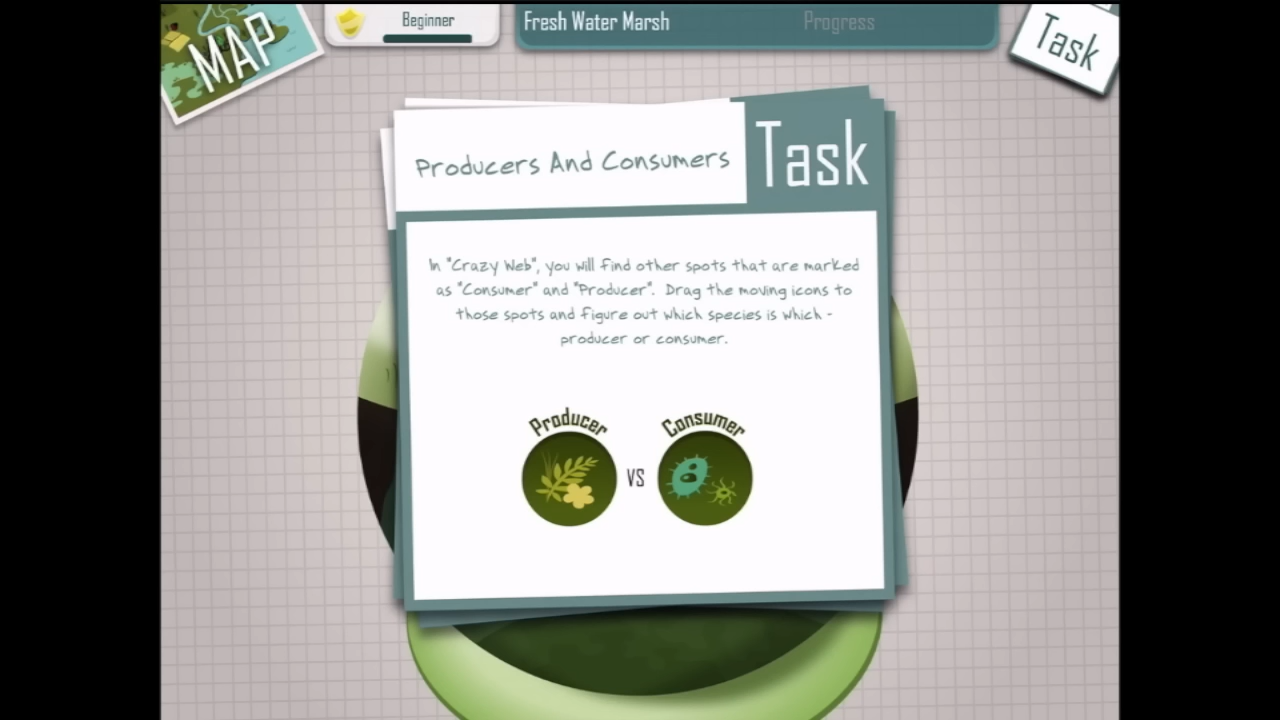 MAP
Beginner
Fresh Water Marsh
Progress
Task
Producers And Consumers
Task
In "Crazy Web", you will find other spots that are marked
as "Consumer" and "Producer". Drag the moving icons to
those spots and figure out which species is which -
producer or consumer.
Producer
VS
Consumer